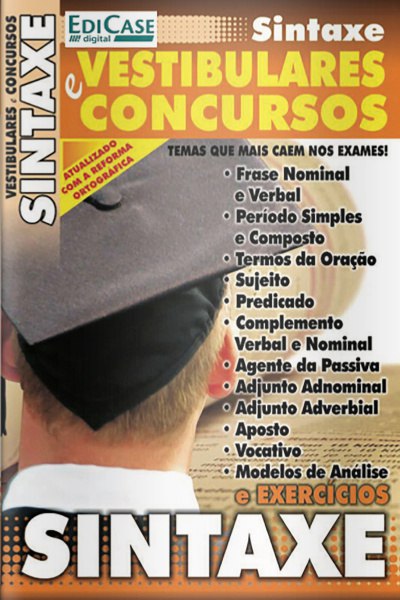 VESTIBULARES e CONCURSOS
SINTAXE
EDICASE
digital
Sintaxe
e VESTIBULARES
CONCURSOS
ATUALIZADO
COM A REFORMA
ORTOGRÁFICA
TEMAS QUE MAIS CAEM NOS EXAMES!
• Frase Nominal
e Verbal
• Período Simples
e Composto
• Termos da Oração
• Sujeito
• Predicado
• Complemento
Verbal e Nominal
• Agente da Passiva
• Adjunto Adnominal
• Adjunto Adverbial
• Aposto
• Vocativo
• Modelos de Análise
e EXERCÍCIOS
SINTAXE